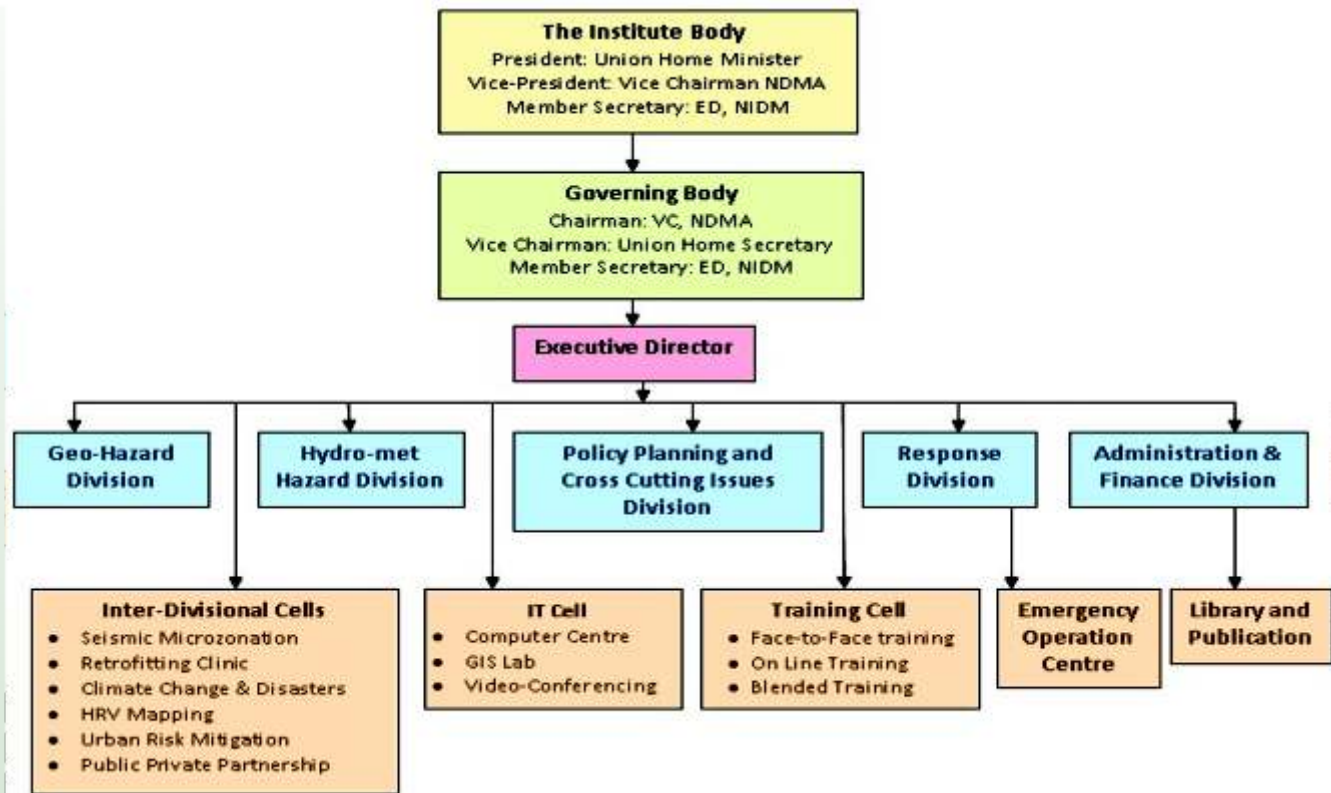 The Institute Body
President: Union Home Minister
Vice-President: Vice Chairman NDMA
Member Secretary: ED, NIDM
Governing Body
Chairman: VC, NDMA
Vice Chairman: Union Home Secretary
Member Secretary: ED, NIDM
Executive Director
Geo-Hazard
Division
Hydro-met
Hazard Division
Policy Planning and
Cross Cutting Issues
Division
Response
Division
Administration &
Finance Division
Inter-Divisional Cells
• Seismic Microzonation
• Retrofitting Clinic
• Climate Change & Disasters
• HRV Mapping
• Urban Risk Mitigation
• Public Private Partnership
IT Cell
• Computer Centre
• GIS Lab
• Video-Conferencing
Training Cell
• Face-to-Face training
• On Line Training
• Blended Training
Emergency
Operation
Centre
Library and
Publication